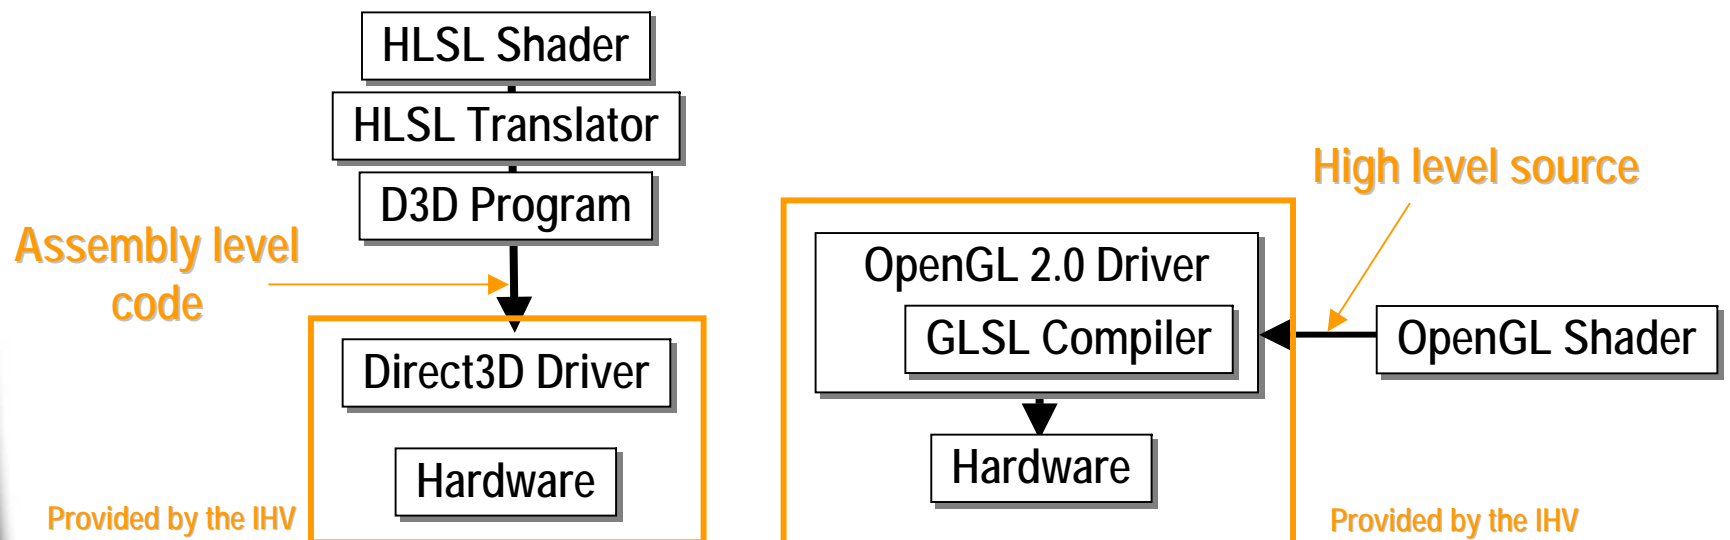 HLSL Shader
HLSL Translator
D3D Program
Assembly level
code
Direct3D Driver
Hardware
Provided by the IHV
High level source
OpenGL 2.0 Driver
GLSL Compiler
OpenGL Shader
Hardware
Provided by the IHV